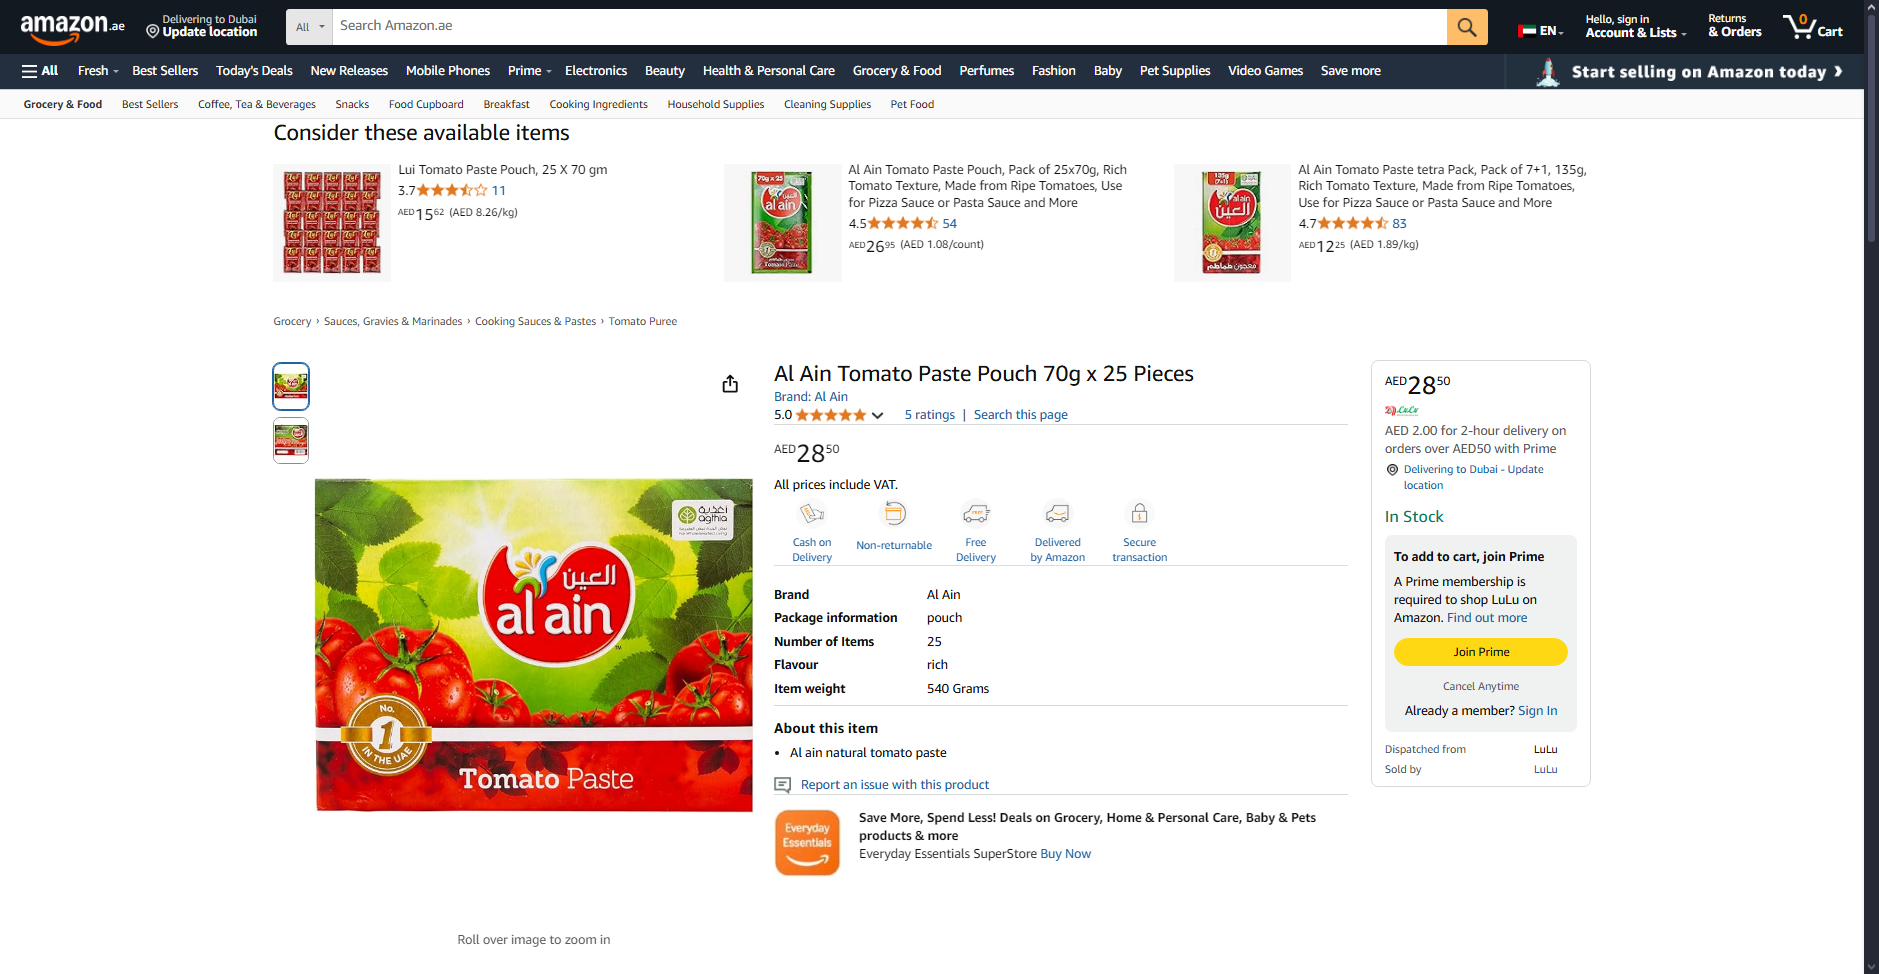 amazon.ae
Delivering to Dubai
Update location
All
Search Amazon.ae
EN
Hello, sign in
Account & Lists
Returns
& Orders
0
Cart
All
Fresh
Best Sellers
Today's Deals
New Releases
Mobile Phones
Prime
Electronics
Beauty
Health & Personal Care
Grocery & Food
Perfumes
Fashion
Baby
Pet Supplies
Video Games
Save more
Start selling on Amazon today ❯
Grocery & Food
Best Sellers
Coffee, Tea & Beverages
Snacks
Food Cupboard
Breakfast
Cooking Ingredients
Household Supplies
Cleaning Supplies
Pet Food
Consider these available items
Lui Tomato Paste Pouch, 25 X 70 gm
3.7 11
AED 15 62 (AED 8.26/kg)
70g x 25
al ain
Tomato Paste
Al Ain Tomato Paste Pouch, Pack of 25x70g, Rich
Tomato Texture, Made from Ripe Tomatoes, Use
for Pizza Sauce or Pasta Sauce and More
4.5 54
AED 26 95 (AED 1.08/count)
135g
(7+1)
al ain
العين
معجون طماطم
Al Ain Tomato Paste tetra Pack, Pack of 7+1, 135g,
Rich Tomato Texture, Made from Ripe Tomatoes,
Use for Pizza Sauce or Pasta Sauce and More
4.7 83
AED 12 25 (AED 1.89/kg)
Grocery › Sauces, Gravies & Marinades › Cooking Sauces & Pastes › Tomato Puree
أغذية
agthia
العين
al ain
™
No.
1
IN THE UAE
Tomato Paste
Roll over image to zoom in
Al Ain Tomato Paste Pouch 70g x 25 Pieces
Brand: Al Ain
5.0 5 ratings | Search this page
AED 28 50
All prices include VAT.
Cash on
Delivery
Non-returnable
Free
Delivery
Delivered
by Amazon
Secure
transaction
Brand Al Ain
Package information pouch
Number of Items 25
Flavour rich
Item weight 540 Grams
About this item
• Al ain natural tomato paste
Report an issue with this product
Everyday
Essentials
Save More, Spend Less! Deals on Grocery, Home & Personal Care, Baby & Pets
products & more
Everyday Essentials SuperStore Buy Now
AED 28 50
LuLu
AED 2.00 for 2-hour delivery on
orders over AED50 with Prime
Delivering to Dubai - Update
location
In Stock
To add to cart, join Prime
A Prime membership is
required to shop LuLu on
Amazon. Find out more
Join Prime
Cancel Anytime
Already a member? Sign In
Dispatched from LuLu
Sold by LuLu